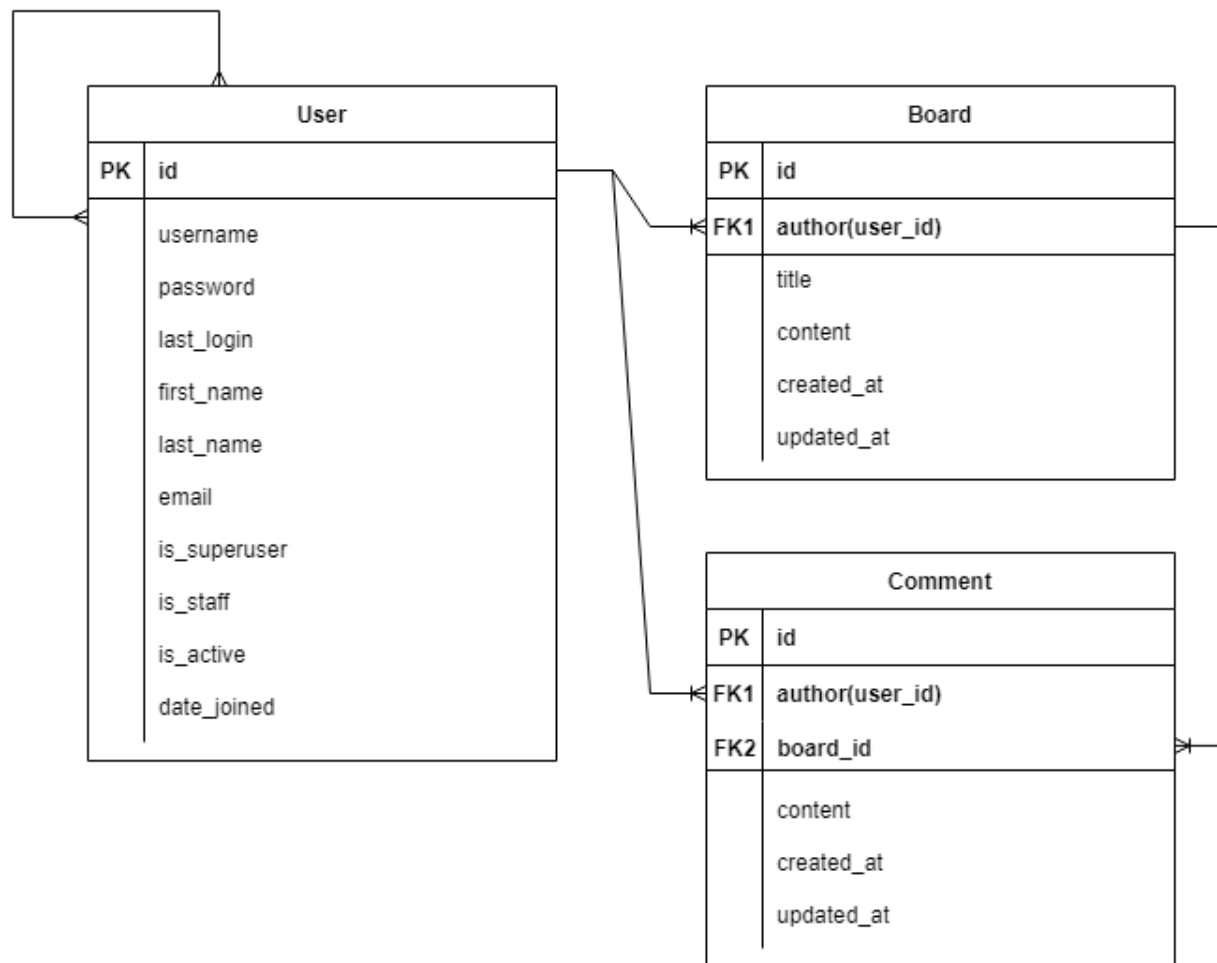 User
PK id
username
password
last_login
first_name
last_name
email
is_superuser
is_staff
is_active
date_joined
Board
PK id
FK1 author(user_id)
title
content
created_at
updated_at
Comment
PK id
FK1 author(user_id)
FK2 board_id
content
created_at
updated_at